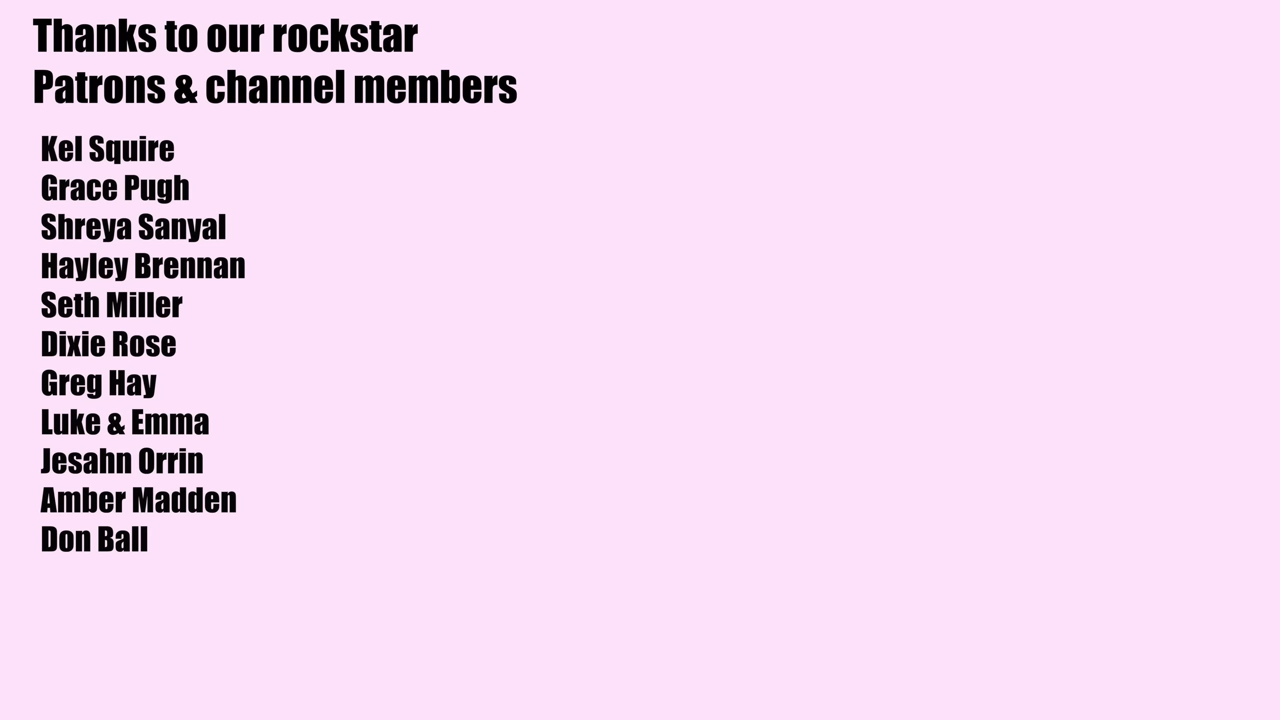 Thanks to our rockstar
Patrons & channel members
Kel Squire
Grace Pugh
Shreya Sanyal
Hayley Brennan
Seth Miller
Dixie Rose
Greg Hay
Luke & Emma
Jesahn Orrin
Amber Madden
Don Ball